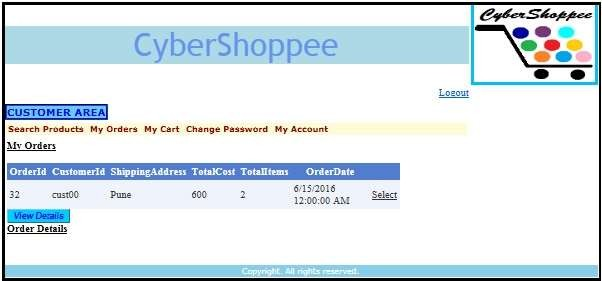 CyberShoppee
CyberShoppee
Logout
CUSTOMER AREA
Search Products My Orders My Cart Change Password My Account
My Orders
OrderId CustomerId ShippingAddress TotalCost TotalItems OrderDate
32 cust00 Pune 600 2 6/15/2016 12:00:00 AM Select
View Details
Order Details
Copyright. All rights reserved.